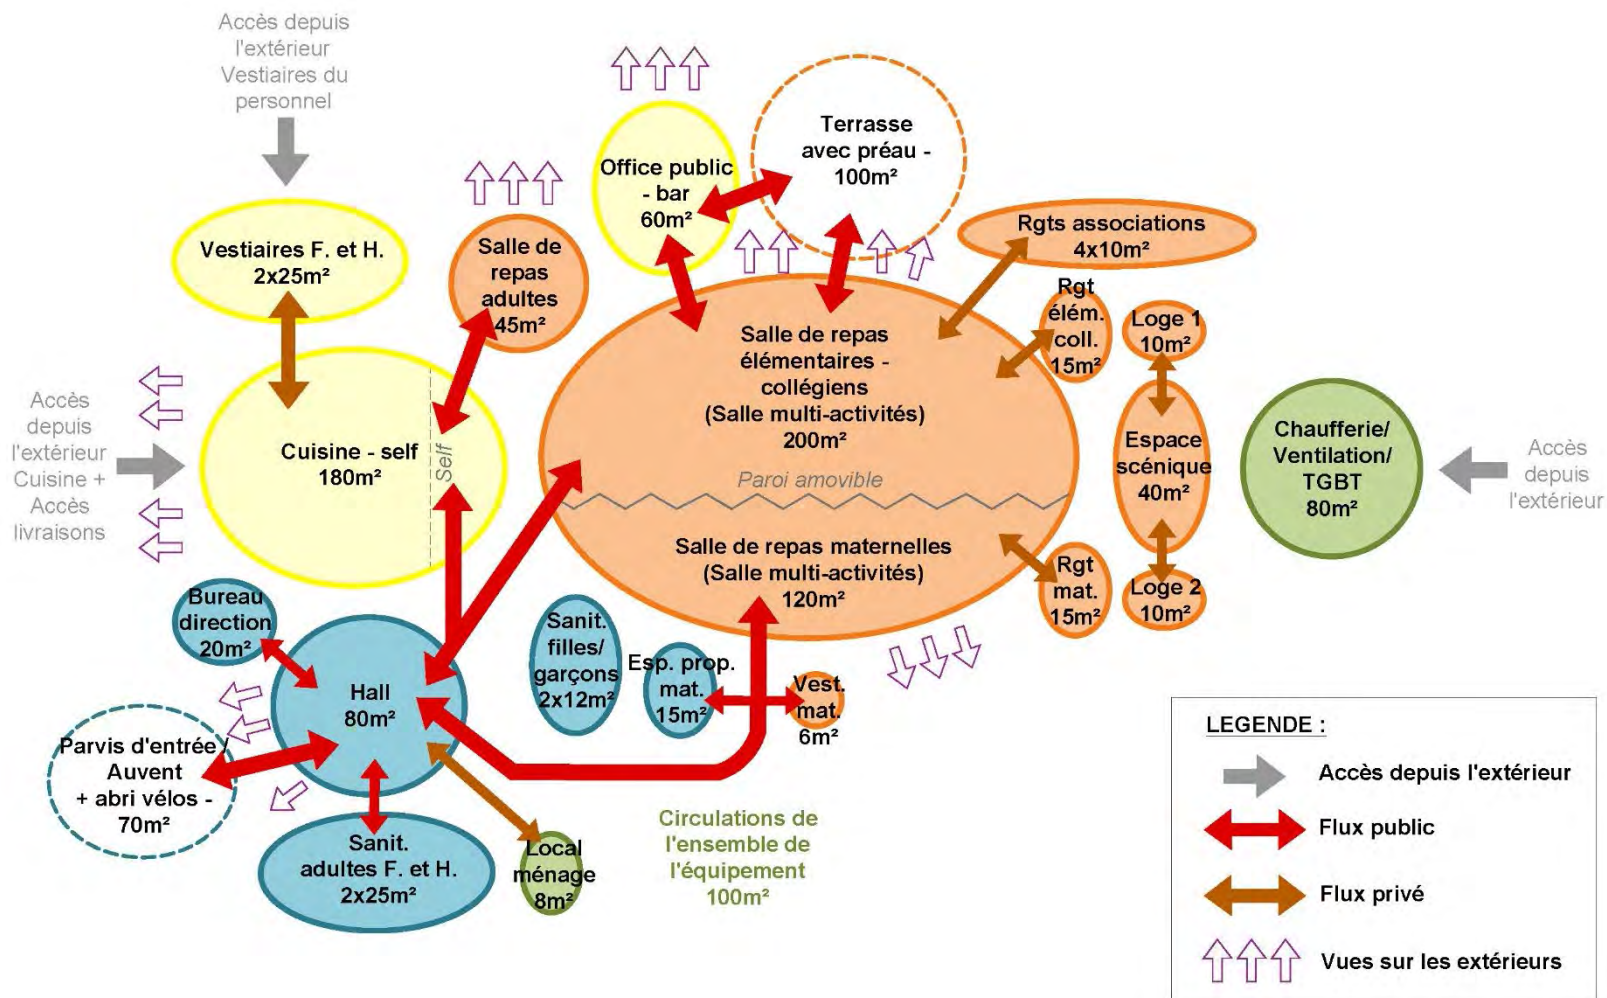 Accès depuis
l'extérieur
Vestiaires du
personnel
Vestiaires F. et H.
2x25m²
Salle de
repas
adultes
45m²
Office public
- bar
60m²
Terrasse
avec préau -
100m²
Rgts associations
4x10m²
Rgt
élém.
coll.
15m²
Loge 1
10m²
Salle de repas
élémentaires -
collégiens
(Salle multi-activités)
200m²
Paroi amovible
Salle de repas maternelles
(Salle multi-activités)
120m²
Espace
scénique
40m²
Rgt
mat.
15m²
Loge 2
10m²
Chaufferie/
Ventilation/
TGBT
80m²
Accès
depuis
l'extérieur
Accès
depuis
l'extérieur
Cuisine +
Accès
livraisons
Cuisine - self
180m²
Self
Bureau
direction
20m²
Hall
80m²
Sanit.
filles/
garçons
2x12m²
Esp. prop.
mat.
15m²
Vest.
mat.
6m²
Parvis d'entrée /
Auvent
+ abri vélos -
70m²
Sanit.
adultes F. et H.
2x25m²
Local
ménage
8m²
Circulations de
l'ensemble de
l'équipement
100m²
LEGENDE :
Accès depuis l'extérieur
Flux public
Flux privé
Vues sur les extérieurs